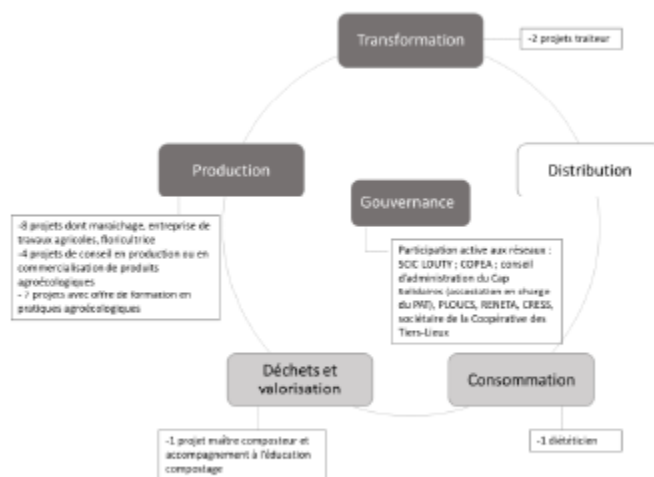 Transformation
-2 projets traiteur
Production
Distribution
Gouvernance
-8 projets dont maraichage, entreprise de
travaux agricoles, floricultrice
-4 projets de conseil en production ou en
commercialisation de produits
agroécologiques
- 7 projets avec offre de formation en
pratiques agroécologiques
Participation active aux réseaux :
COPEA ; conseil
d'administration du Cap
Solidaires en charge
du PAT), PLOUCS, RENETA, CRESS,
sociétaire de la Coopérative des
Tiers-Lieux
Déchets et
valorisation
Consommation
-1 projet maître composteur et
accompagnement à l'éducation
compostage
-1 diététicien